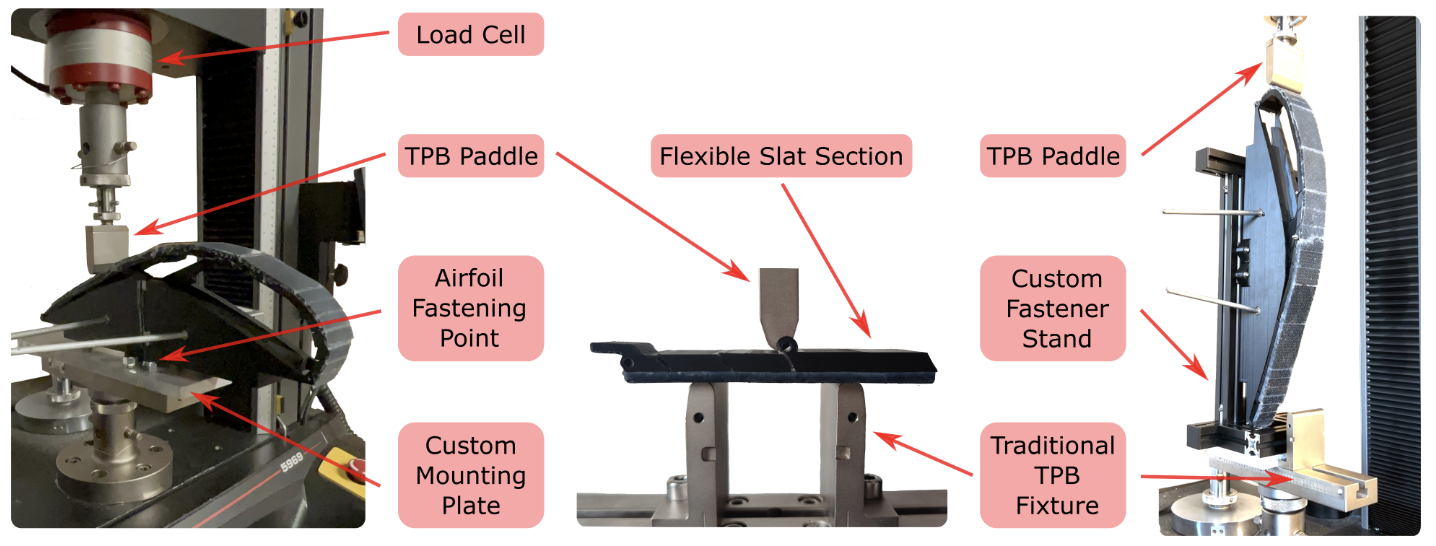 Load Cell
TPB Paddle
Flexible Slat Section
TPB Paddle
Airfoil
Fastening
Point
Custom
Fastener
Stand
Custom
Mounting
Plate
Traditional
TPB
Fixture
5969